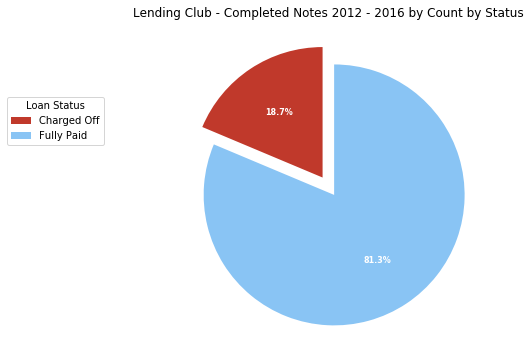 Lending Club - Completed Notes 2012 - 2016 by Count by Status
Loan Status
Charged Off
Fully Paid
18.7%
81.3%